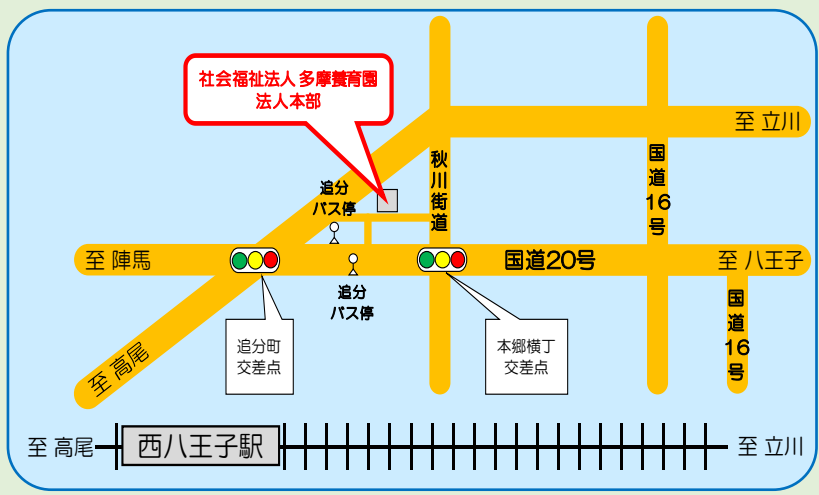 社会福祉法人 多摩養育園
法人本部
至 立川
秋川街道
国道16号
追分
バス停
至 陣馬
国道20号
至 八王子
追分
バス停
国道16号
追分町
交差点
本郷横丁
交差点
至 高尾
至 高尾
西八王子駅
至 立川